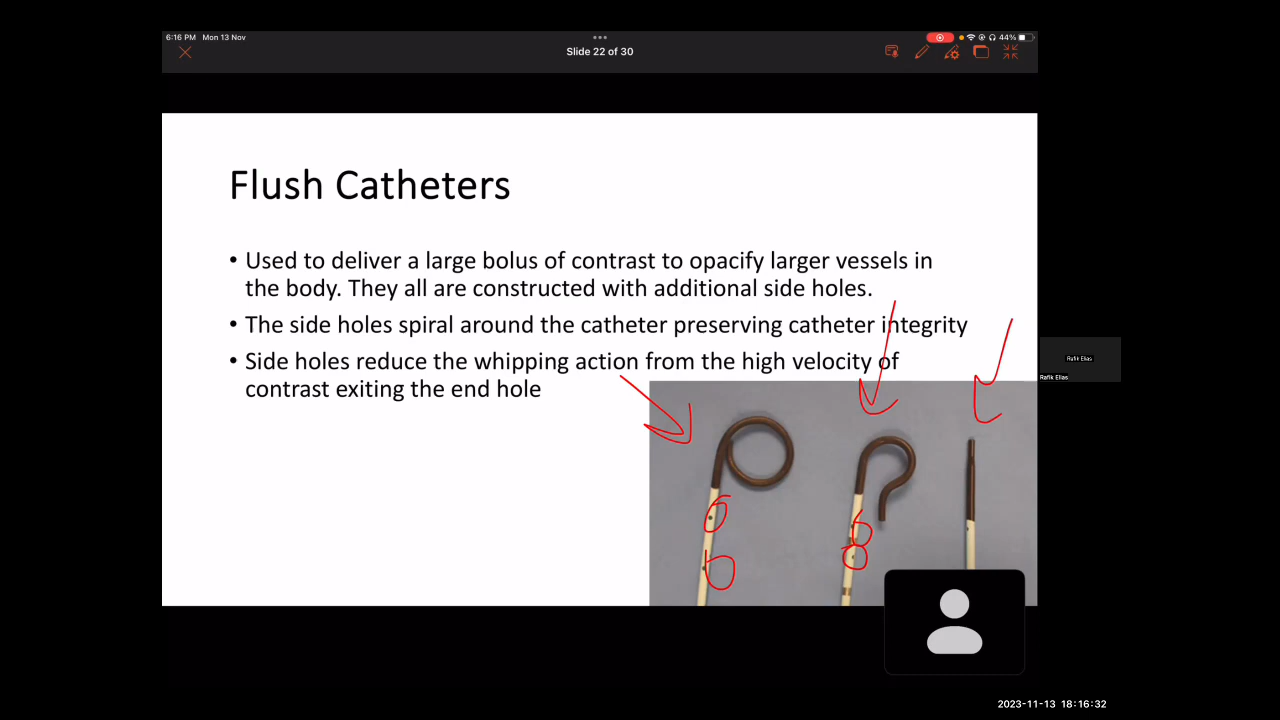 6:16 PM Mon 13 Nov
44%
Slide 22 of 30
Flush Catheters
• Used to deliver a large bolus of contrast to opacify larger vessels in
the body. They all are constructed with additional side holes.
• The side holes spiral around the catheter preserving catheter integrity
• Side holes reduce the whipping action from the high velocity of
contrast exiting the end hole
Rafik Elias
Rafik Elias
2023-11-13 18:16:32